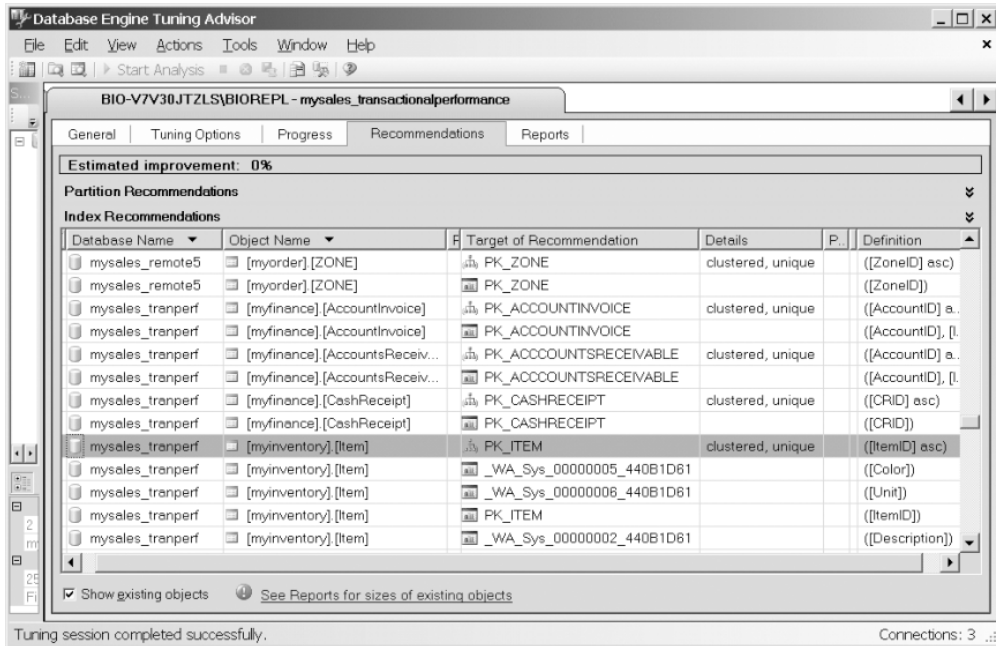 Database Engine Tuning Advisor
File Edit View Actions Tools Window Help
Start Analysis
S...
BIO-V7V30JTZLS\BIOREPL - mysales_transactionalperformance
General Tuning Options Progress Recommendations Reports
Estimated improvement: 0%
Partition Recommendations
Index Recommendations
Database Name Object Name P Target of Recommendation Details P... Definition
mysales_remote5 [myorder].[ZONE] PK_ZONE clustered, unique ([ZoneID] asc)
mysales_remote5 [myorder].[ZONE] PK_ZONE ([ZoneID])
mysales_tranperf [myfinance].[AccountInvoice] PK_ACCOUNTINVOICE clustered, unique ([AccountID] a...
mysales_tranperf [myfinance].[AccountInvoice] PK_ACCOUNTINVOICE ([AccountID], [I...
mysales_tranperf [myfinance].[AccountsReceiv... PK_ACCCOUNTSRECEIVABLE clustered, unique ([AccountID] a...
mysales_tranperf [myfinance].[AccountsReceiv... PK_ACCCOUNTSRECEIVABLE ([AccountID], [I...
mysales_tranperf [myfinance].[CashReceipt] PK_CASHRECEIPT clustered, unique ([CRID] asc)
mysales_tranperf [myfinance].[CashReceipt] PK_CASHRECEIPT ([CRID])
mysales_tranperf [myinventory].[Item] PK_ITEM clustered, unique ([ItemID] asc)
mysales_tranperf [myinventory].[Item] _WA_Sys_00000005_440B1D61 ([Color])
mysales_tranperf [myinventory].[Item] _WA_Sys_00000006_440B1D61 ([Unit])
mysales_tranperf [myinventory].[Item] PK_ITEM ([ItemID])
mysales_tranperf [myinventory].[Item] _WA_Sys_00000002_440B1D61 ([Description])
2
m
25
Fi
Show existing objects See Reports for sizes of existing objects
Tuning session completed successfully. Connections: 3